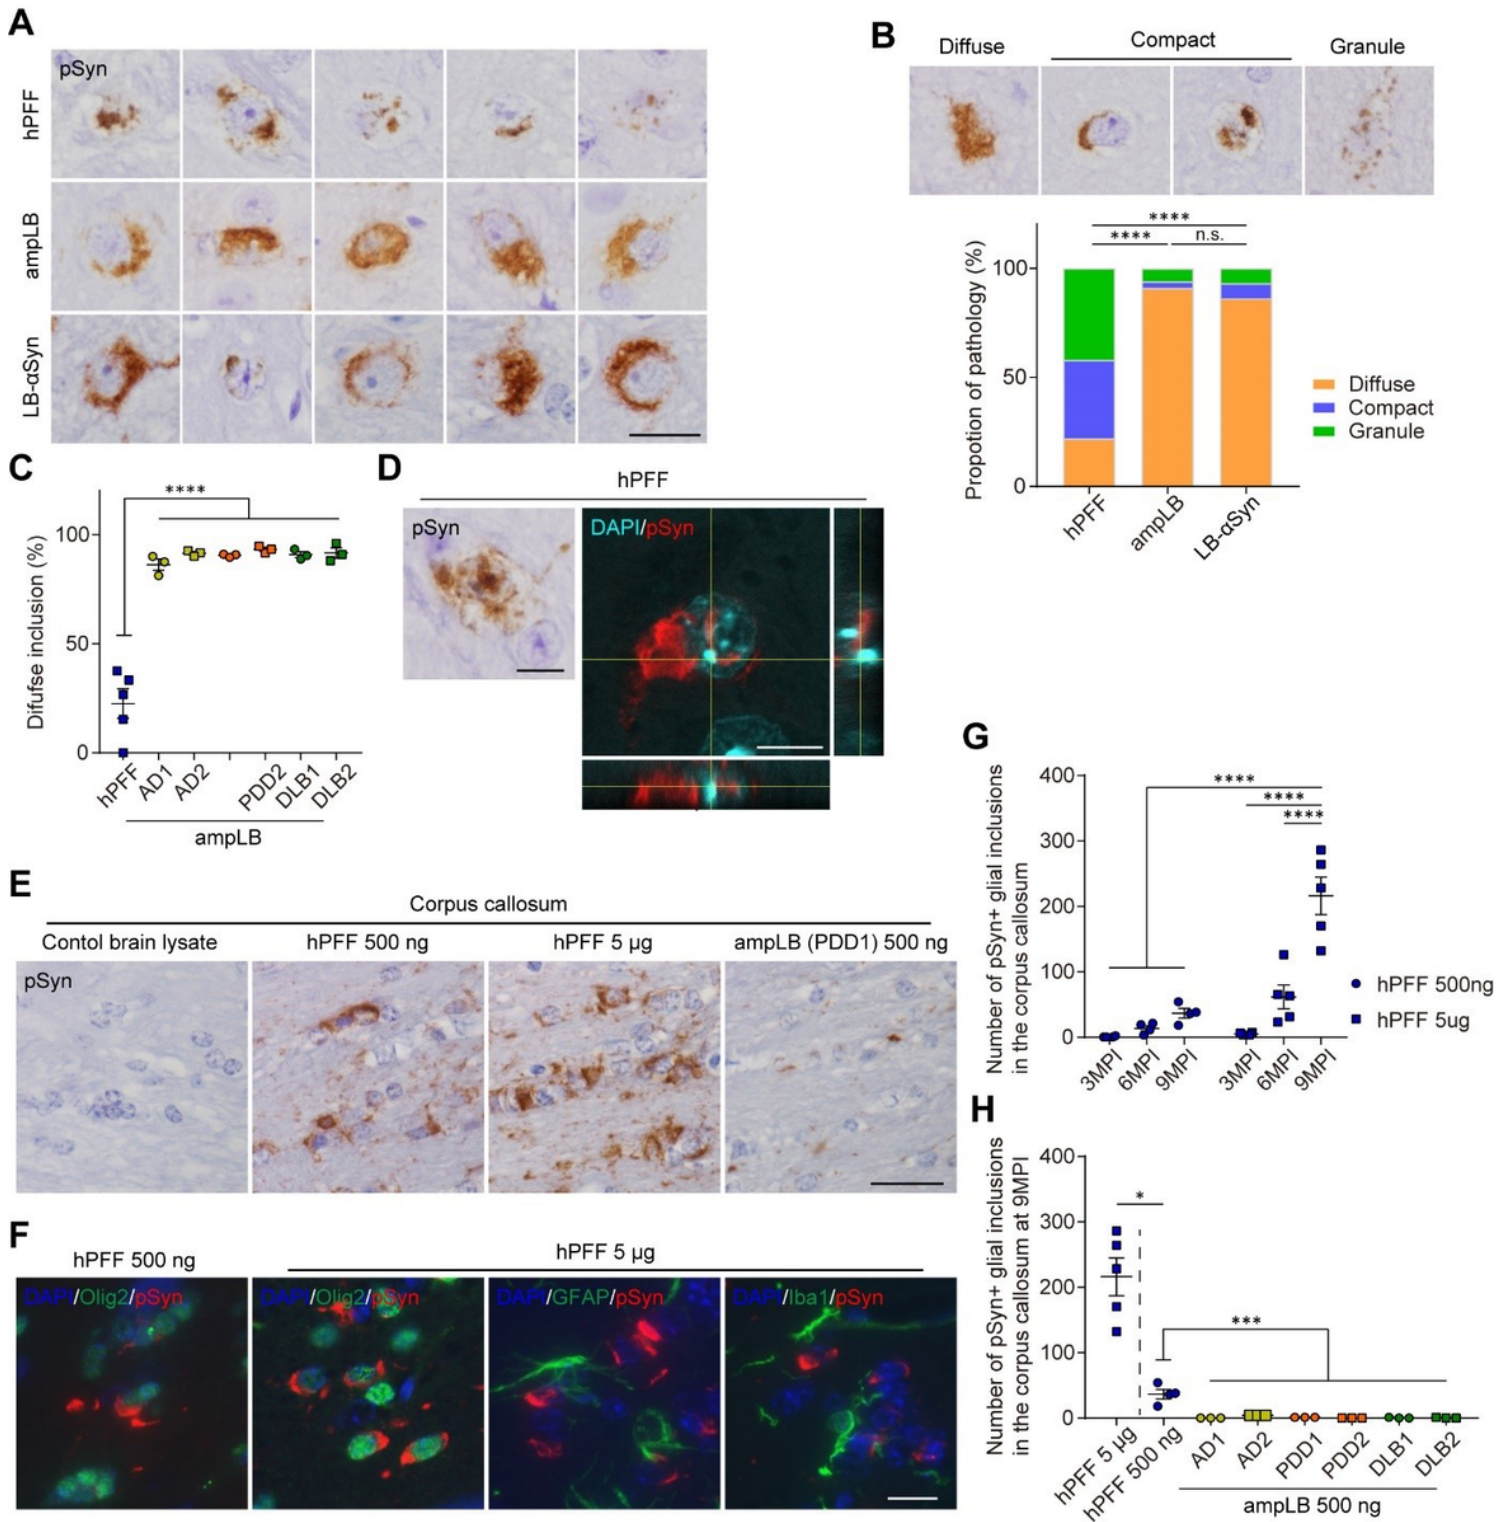 A
pSyn
hPFF
ampLB
LB-αSyn
B
Diffuse
Compact
Granule
****
****
n.s.
Propotion of pathology (%)
100
50
0
hPFF
ampLB
LB-αSyn
Diffuse
Compact
Granule
C
****
Difufse inclusion (%)
100
50
0
hPFF
AD1
AD2
PDD2
DLB1
DLB2
ampLB
D
hPFF
pSyn
DAPI/pSyn
E
Corpus callosum
Contol brain lysate
hPFF 500 ng
hPFF 5 µg
ampLB (PDD1) 500 ng
pSyn
F
hPFF 500 ng
hPFF 5 µg
DAPI/Olig2/pSyn
DAPI/Olig2/pSyn
DAPI/GFAP/pSyn
DAPI/Iba1/pSyn
G
Number of pSyn+ glial inclusions
in the corpus callosum
400
300
200
100
0
****
****
****
3MPI
6MPI
9MPI
3MPI
6MPI
9MPI
hPFF 500ng
hPFF 5ug
H
Number of pSyn+ glial inclusions
in the corpus callosum at 9MPI
400
300
200
100
0
*
***
hPFF 5 µg
hPFF 500 ng
AD1
AD2
PDD1
PDD2
DLB1
DLB2
ampLB 500 ng